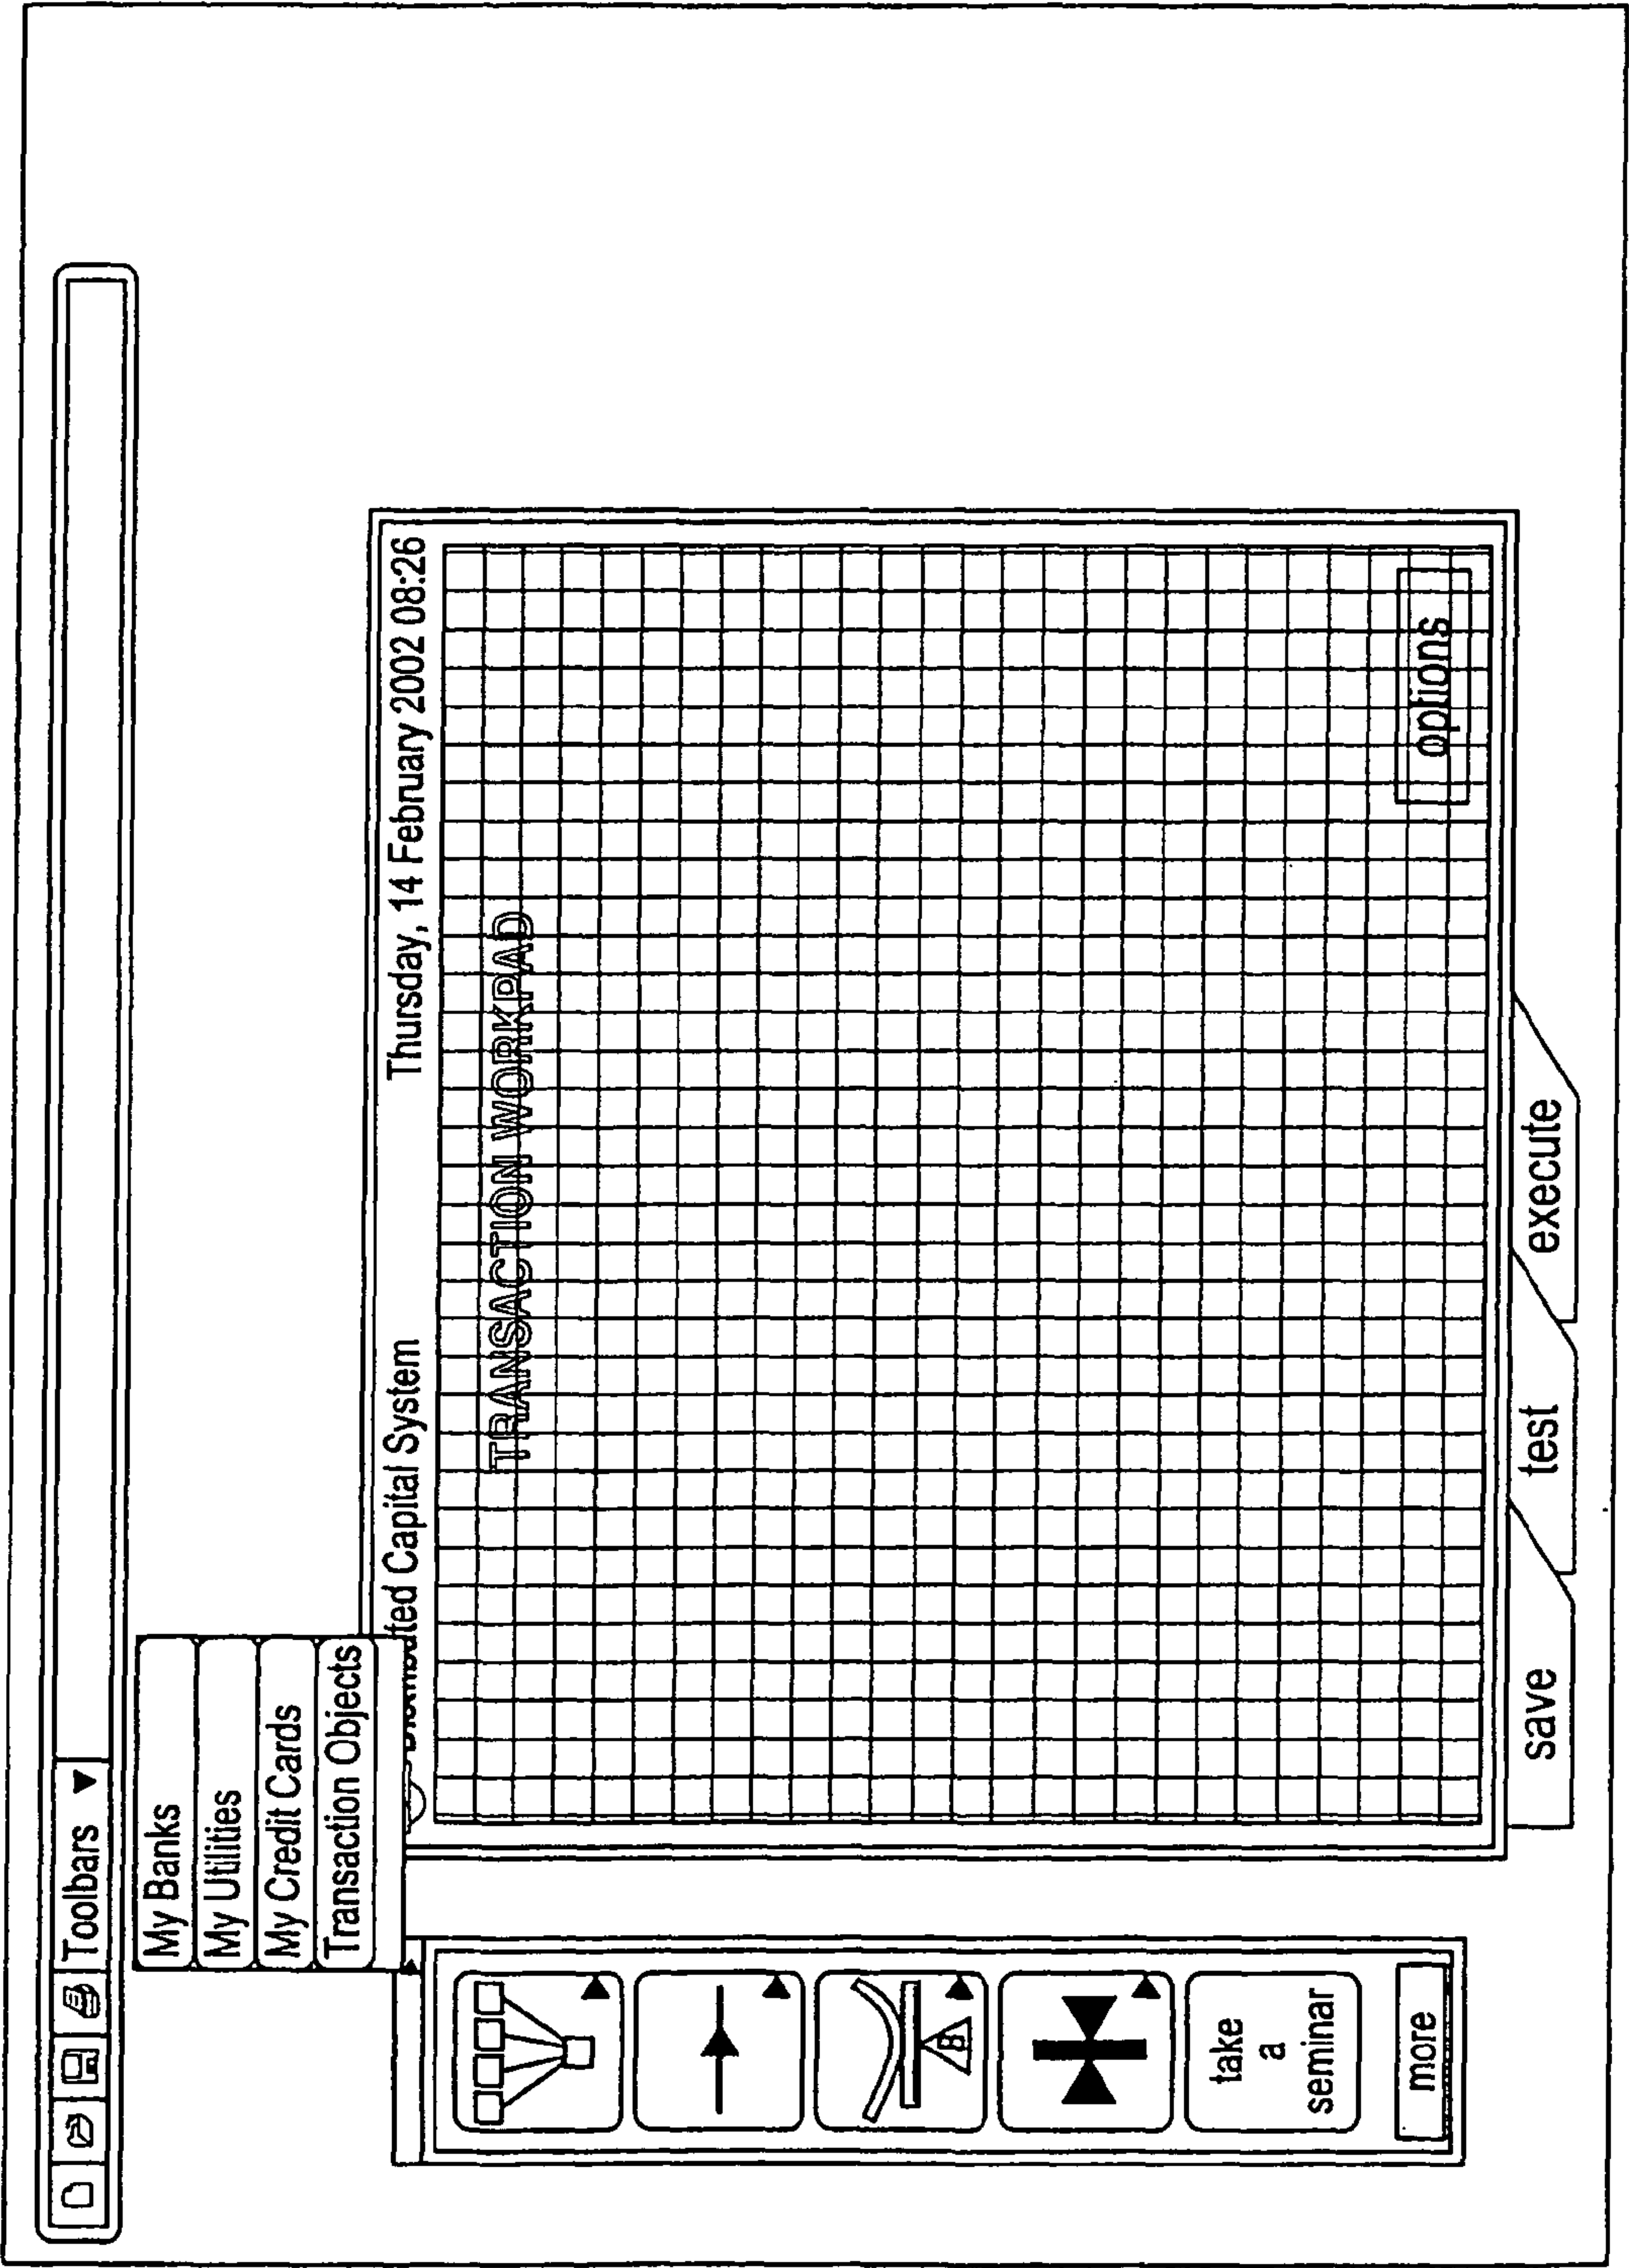 Toolbars ▼
My Banks
My Utilities
My Credit Cards
Transaction Objects
Distributed Capital System
Thursday, 14 February 2002 08:26
TRANSACTION WORKPAD
B
take
a
seminar
more
options
save
test
execute